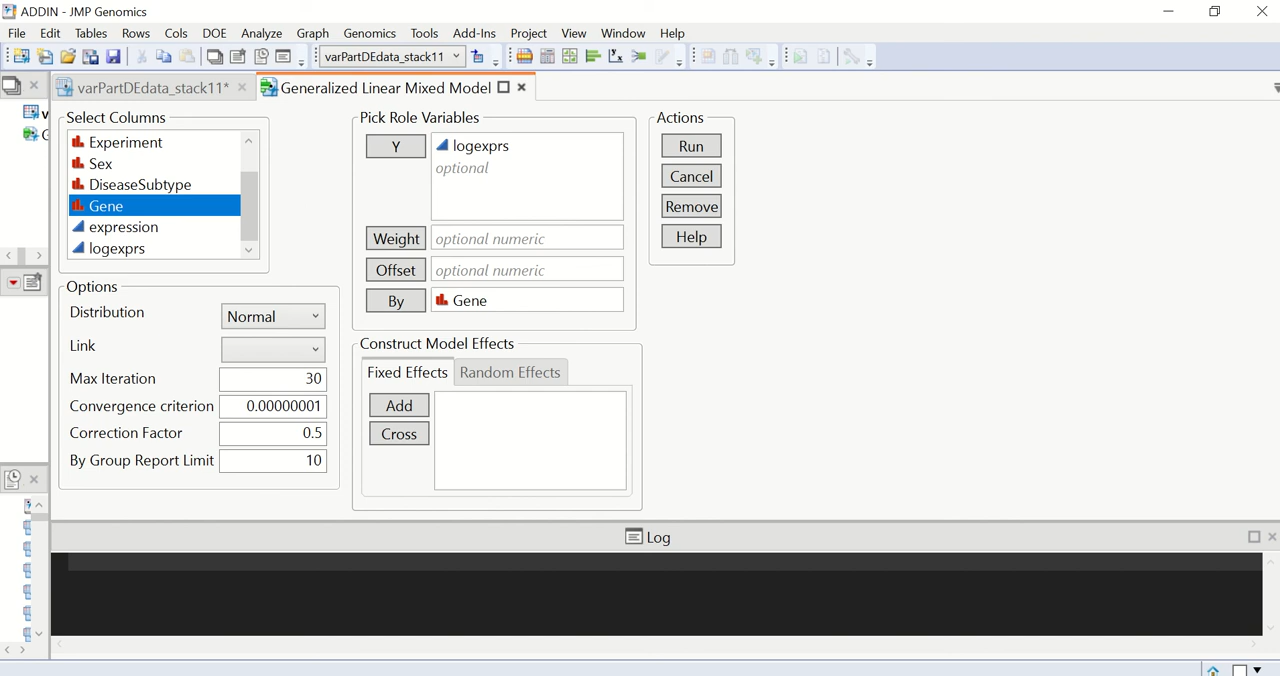 ADDIN - JMP Genomics
File Edit Tables Rows Cols DOE Analyze Graph Genomics Tools Add-Ins Project View Window Help
varPartDEdata_stack11
varPartDEdata_stack11* Generalized Linear Mixed Model
Select Columns
Experiment
Sex
DiseaseSubtype
Gene
expression
logexprs
Options
Distribution Normal
Link
Max Iteration 30
Convergence criterion 0.00000001
Correction Factor 0.5
By Group Report Limit 10
Pick Role Variables
Y logexprs
optional
Weight optional numeric
Offset optional numeric
By Gene
Construct Model Effects
Fixed Effects Random Effects
Add
Cross
Actions
Run
Cancel
Remove
Help
Log